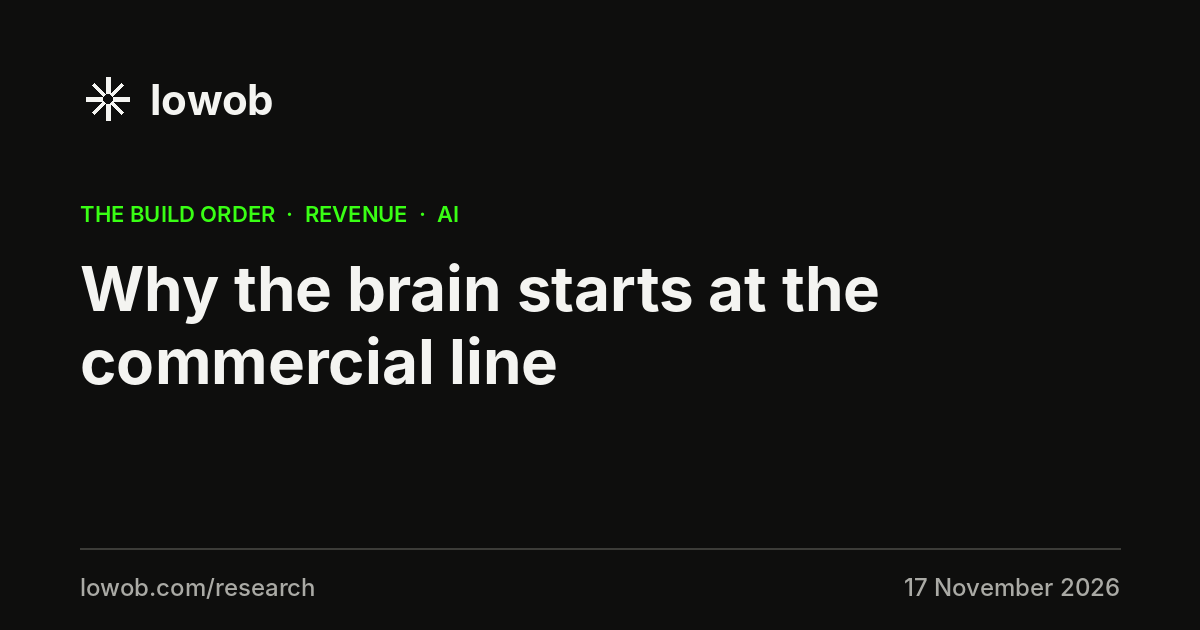 lowob
THE BUILD ORDER · REVENUE · AI
Why the brain starts at the
commercial line
lowob.com/research
17 November 2026